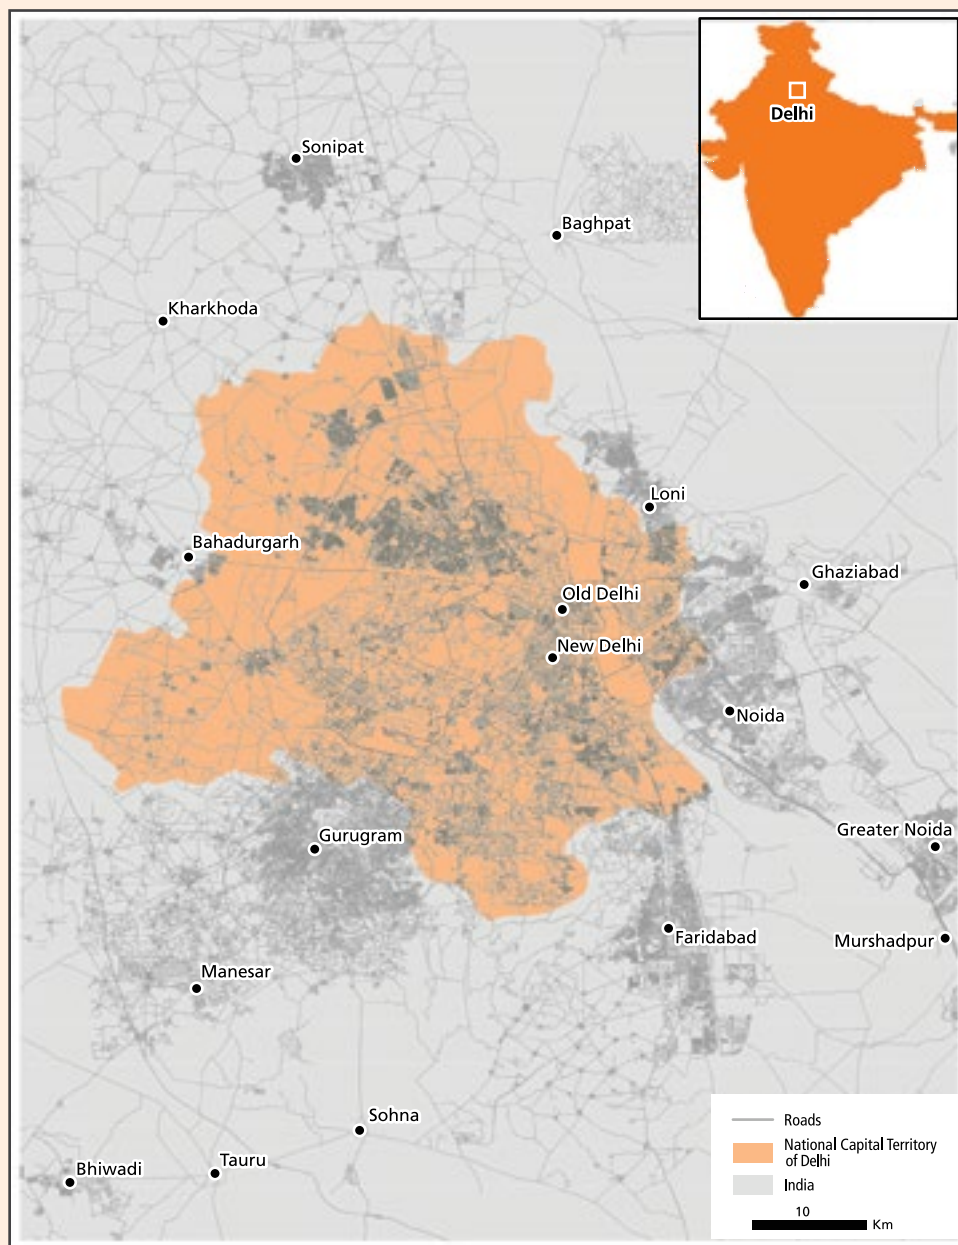 Delhi
Sonipat
Baghpat
Kharkhoda
Loni
Bahadurgarh
Ghaziabad
Old Delhi
New Delhi
Noida
Gurugram
Greater Noida
Faridabad
Murshadpur
Manesar
Sohna
Tauru
Bhiwadi
Roads
National Capital Territory
of Delhi
India
10
Km